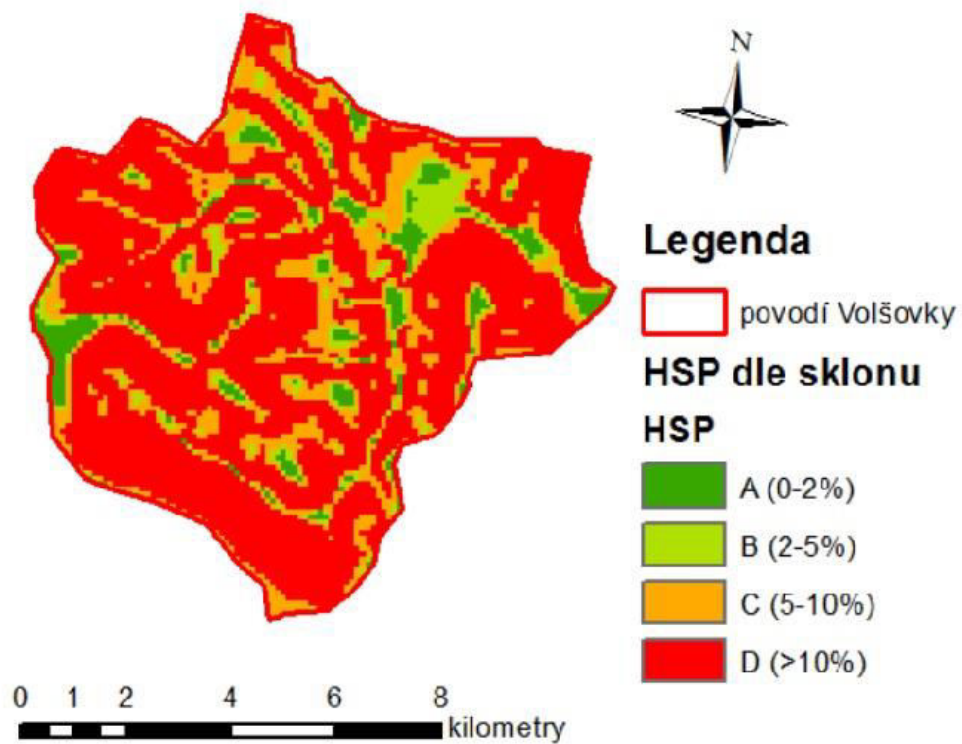 N
Legenda
povodí Volšovky
HSP dle sklonu
HSP
A (0-2%)
B (2-5%)
C (5-10%)
D (>10%)
0 1 2 4 6 8
kilometry